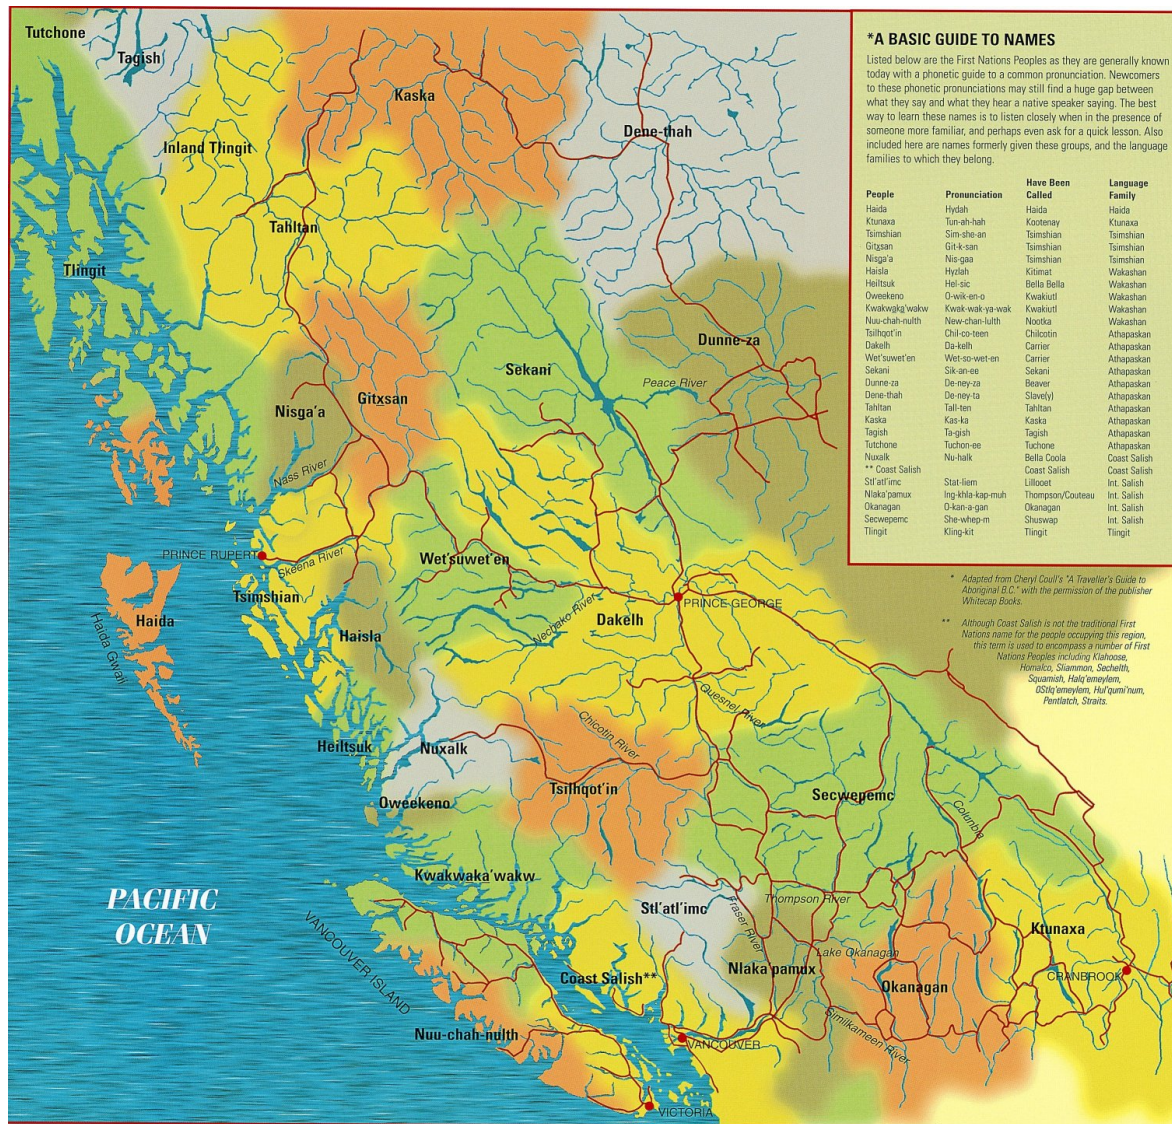 Tutchone
Tagish
Kaska
Dene-thah
Inland Tlingit
Tahltan
Tlingit
Dunne-za
Sekani
Peace River
Gitxsan
Nisga'a
Nass River
PRINCE RUPERT
Skeena River
Wet'suwet'en
Tsimshian
Haida
Haida Gwaii
Haisla
Nechako River
Dakelh
PRINCE GEORGE
Quesnel River
Chicotin River
Heiltsuk
Nuxalk
Tsilhqot'in
Oweekeno
Secwepemc
Columbia
Kwakwaka'wakw
PACIFIC
OCEAN
VANCOUVER ISLAND
Stl'atl'imc
Fraser River
Thompson River
Lake Okanagan
Ktunaxa
CRANBROOK
Nlaka pamux
Okanagan
Coast Salish**
Similkameen River
Nuu-chah-nulth
VANCOUVER
VICTORIA
*A BASIC GUIDE TO NAMES
Listed below are the First Nations Peoples as they are generally known
today with a phonetic guide to a common pronunciation. Newcomers
to these phonetic pronunciations may still find a huge gap between
what they say and what they hear a native speaker saying. The best
way to learn these names is to listen closely when in the presence of
someone more familiar, and perhaps even ask for a quick lesson. Also
included here are names formerly given these groups, and the language
families to which they belong.
People Pronunciation Have Been Called Language Family
Haida Hydah Haida Haida
Ktunaxa Tun-ah-hah Kootenay Ktunaxa
Tsimshian Sim-she-an Tsimshian Tsimshian
Gitxsan Git-k-san Tsimshian Tsimshian
Nisga'a Nis-gaa Tsimshian Tsimshian
Haisla Hyzlah Kitimat Wakashan
Heiltsuk Hel-sic Bella Bella Wakashan
Oweekeno O-wik-en-o Kwakiutl Wakashan
Kwakwaka'wakw Kwak-wak-ya-wak Kwakiutl Wakashan
Nuu-chah-nulth New-chan-lulth Nootka Wakashan
Tsilhqot'in Chil-co-teen Chilcotin Athapaskan
Dakelh Da-kelh Carrier Athapaskan
Wet'suwet'en Wet-so-wet-en Carrier Athapaskan
Sekani Sik-an-ee Sekani Athapaskan
Dunne-za De-ney-za Beaver Athapaskan
Dene-thah De-ney-ta Slave(y) Athapaskan
Tahltan Tall-ten Tahltan Athapaskan
Kaska Kas-ka Kaska Athapaskan
Tagish Ta-gish Tagish Athapaskan
Tutchone Tuchon-ee Tuchone Athapaskan
Nuxalk Nu-halk Bella Coola Coast Salish
** Coast Salish Coast Salish Coast Salish
Stl'atl'imc Stat-liem Lillooet Int. Salish
Nlaka'pamux Ing-khla-kap-muh Thompson/Couteau Int. Salish
Okanagan O-kan-a-gan Okanagan Int. Salish
Secwepemc She-whep-m Shuswap Int. Salish
Tlingit Kling-kit Tlingit Tlingit
* Adapted from Cheryl Coull's "A Traveller's Guide to
Aboriginal B.C." with the permission of the publisher
Whitecap Books.
** Although Coast Salish is not the traditional First
Nations name for the people occupying this region,
this term is used to encompass a number of First
Nations Peoples including Klahoose,
Homalco, Sliammon, Sechelth,
Squamish, Halq'emeylem,
OStlq'emeylem, Hul'qumi'num,
Pentlatch, Straits.